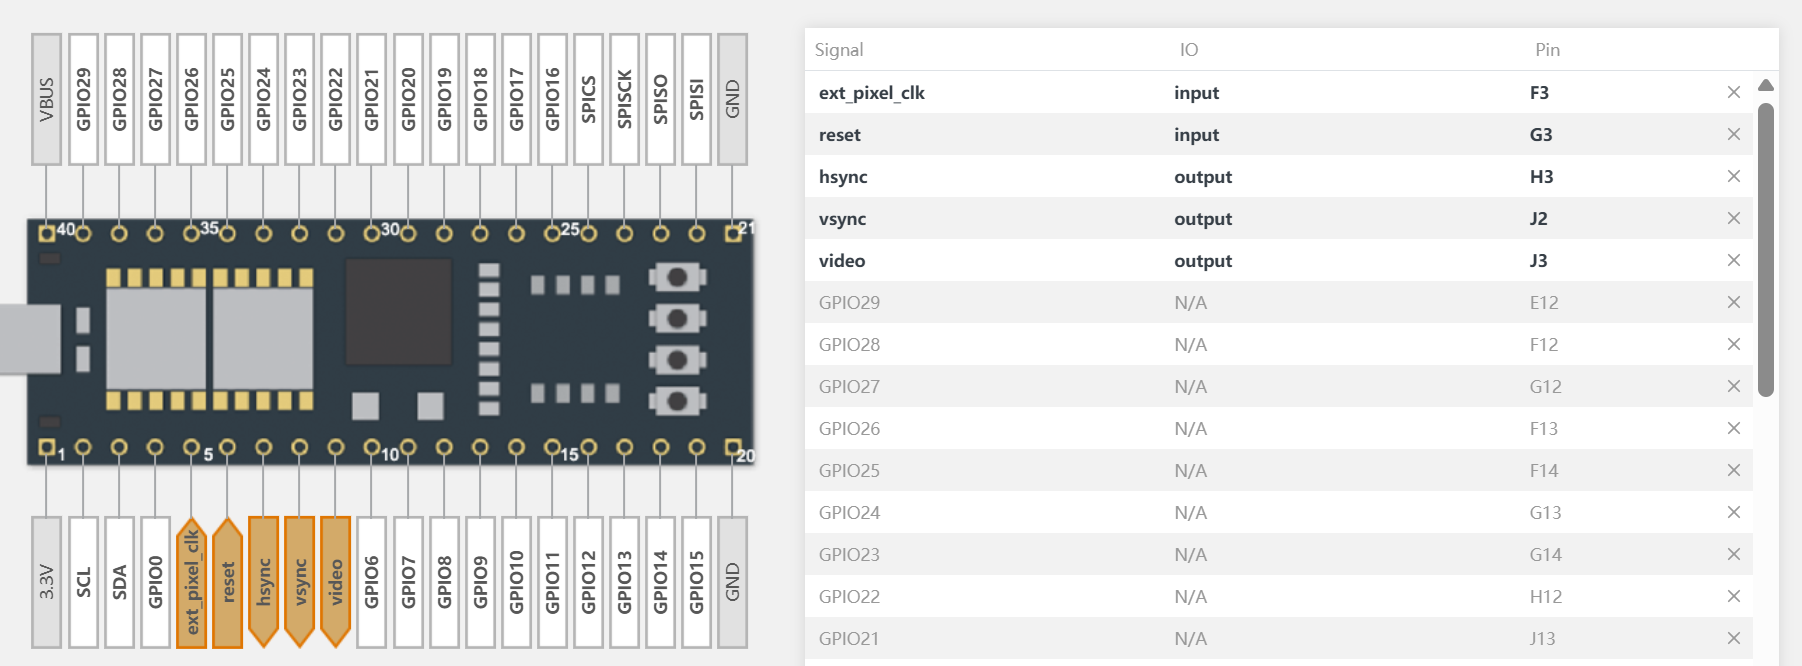 VBUS GPIO29 GPIO28 GPIO27 GPIO26 GPIO25 GPIO24 GPIO23 GPIO22 GPIO21 GPIO20 GPIO19 GPIO18 GPIO17 GPIO16 SPICS SPISCK SPISO SPISI GND
40 35 30 25 21
1 5 10 15 20
3.3V SCL SDA GPIO0 ext_pixel_clk reset hsync vsync video GPIO6 GPIO7 GPIO8 GPIO9 GPIO10 GPIO11 GPIO12 GPIO13 GPIO14 GPIO15 GND
Signal IO Pin
ext_pixel_clk input F3
reset input G3
hsync output H3
vsync output J2
video output J3
GPIO29 N/A E12
GPIO28 N/A F12
GPIO27 N/A G12
GPIO26 N/A F13
GPIO25 N/A F14
GPIO24 N/A G13
GPIO23 N/A G14
GPIO22 N/A H12
GPIO21 N/A J13